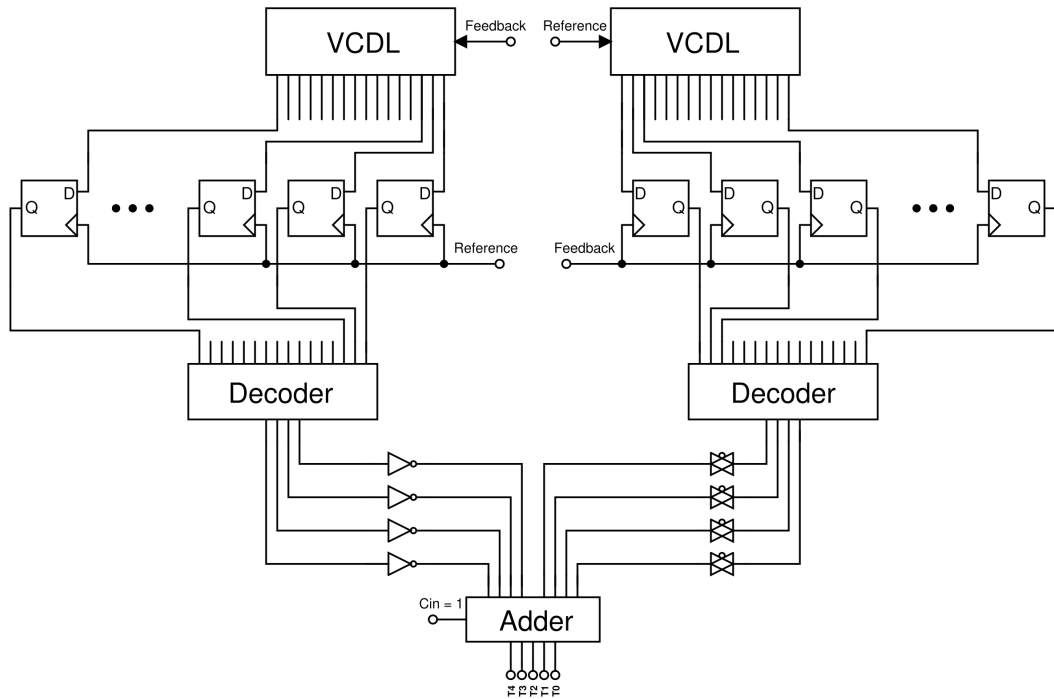 VCDL
Feedback
Reference
VCDL
Q D
Q D
Q D
Q D
D Q
D Q
D Q
D Q
Reference
Feedback
Decoder
Decoder
Cin = 1
Adder
T4
T3
T2
T1
T0